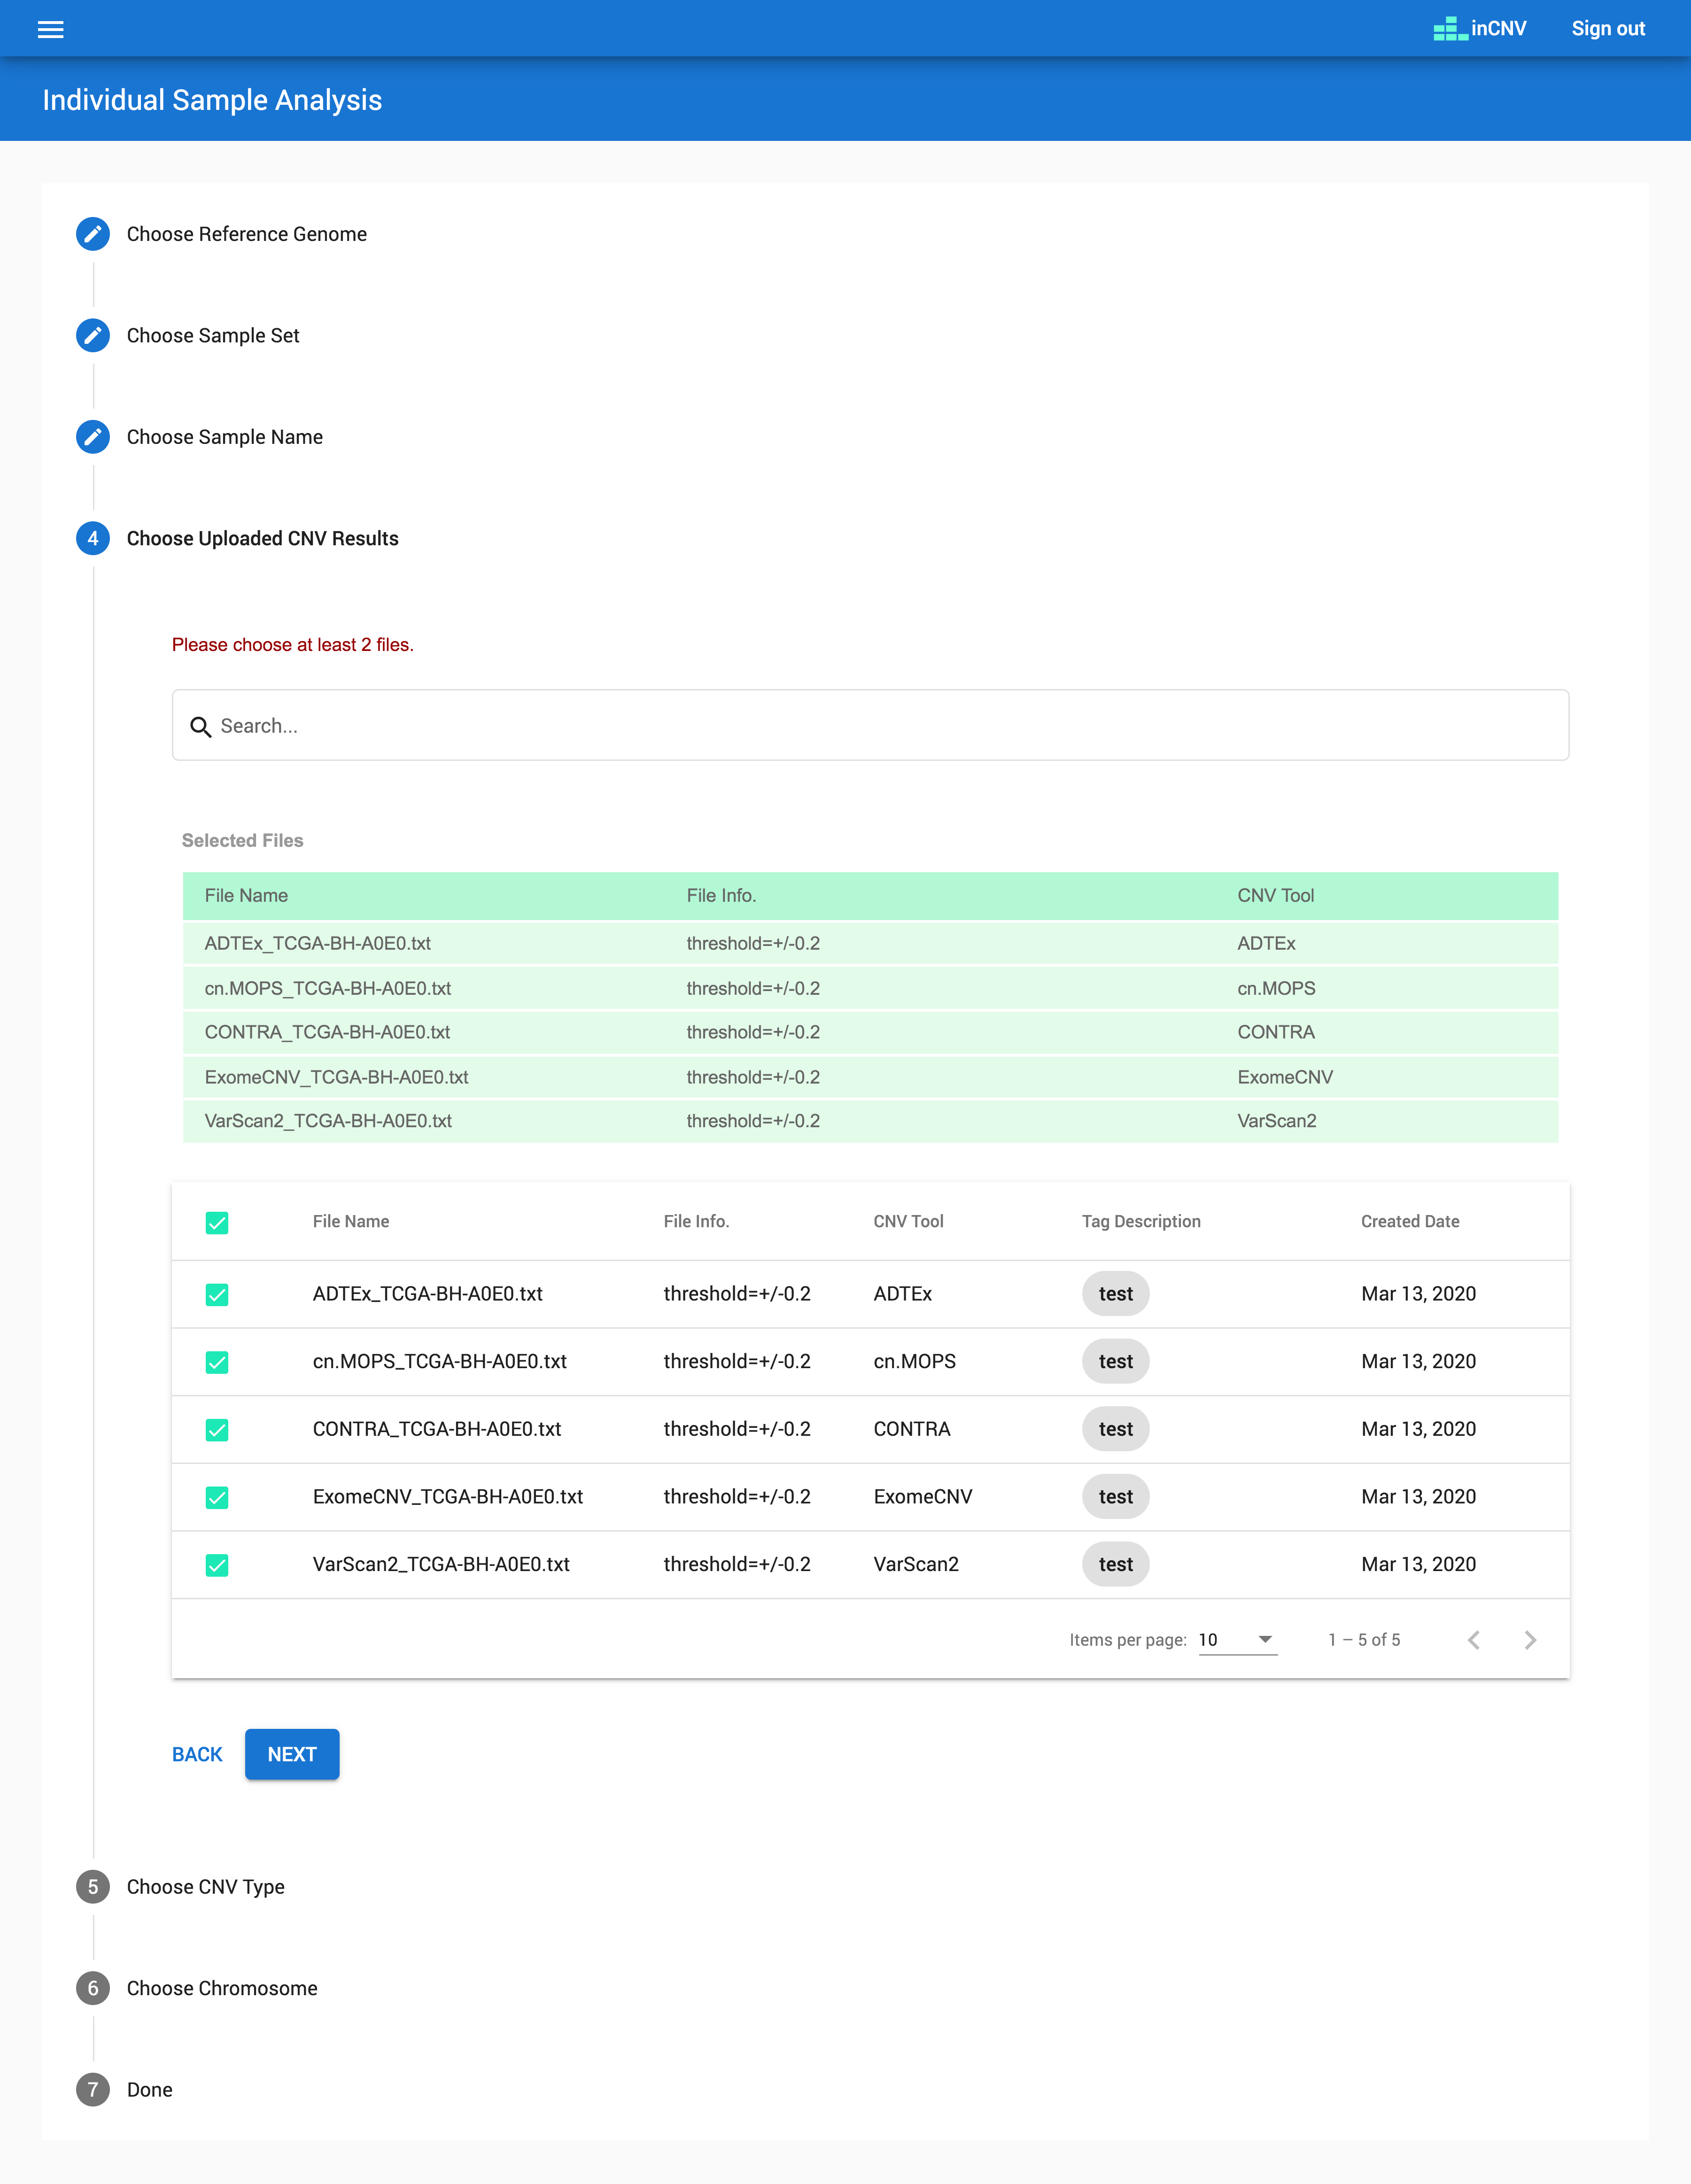 inCNV Sign out
Individual Sample Analysis
Choose Reference Genome
Choose Sample Set
Choose Sample Name
4 Choose Uploaded CNV Results
Please choose at least 2 files.
Search...
Selected Files
File Name File Info. CNV Tool
ADTEx_TCGA-BH-A0E0.txt threshold=+/-0.2 ADTEx
cn.MOPS_TCGA-BH-A0E0.txt threshold=+/-0.2 cn.MOPS
CONTRA_TCGA-BH-A0E0.txt threshold=+/-0.2 CONTRA
ExomeCNV_TCGA-BH-A0E0.txt threshold=+/-0.2 ExomeCNV
VarScan2_TCGA-BH-A0E0.txt threshold=+/-0.2 VarScan2
File Name File Info. CNV Tool Tag Description Created Date
ADTEx_TCGA-BH-A0E0.txt threshold=+/-0.2 ADTEx test Mar 13, 2020
cn.MOPS_TCGA-BH-A0E0.txt threshold=+/-0.2 cn.MOPS test Mar 13, 2020
CONTRA_TCGA-BH-A0E0.txt threshold=+/-0.2 CONTRA test Mar 13, 2020
ExomeCNV_TCGA-BH-A0E0.txt threshold=+/-0.2 ExomeCNV test Mar 13, 2020
VarScan2_TCGA-BH-A0E0.txt threshold=+/-0.2 VarScan2 test Mar 13, 2020
Items per page: 10 1 – 5 of 5
BACK NEXT
5 Choose CNV Type
6 Choose Chromosome
7 Done